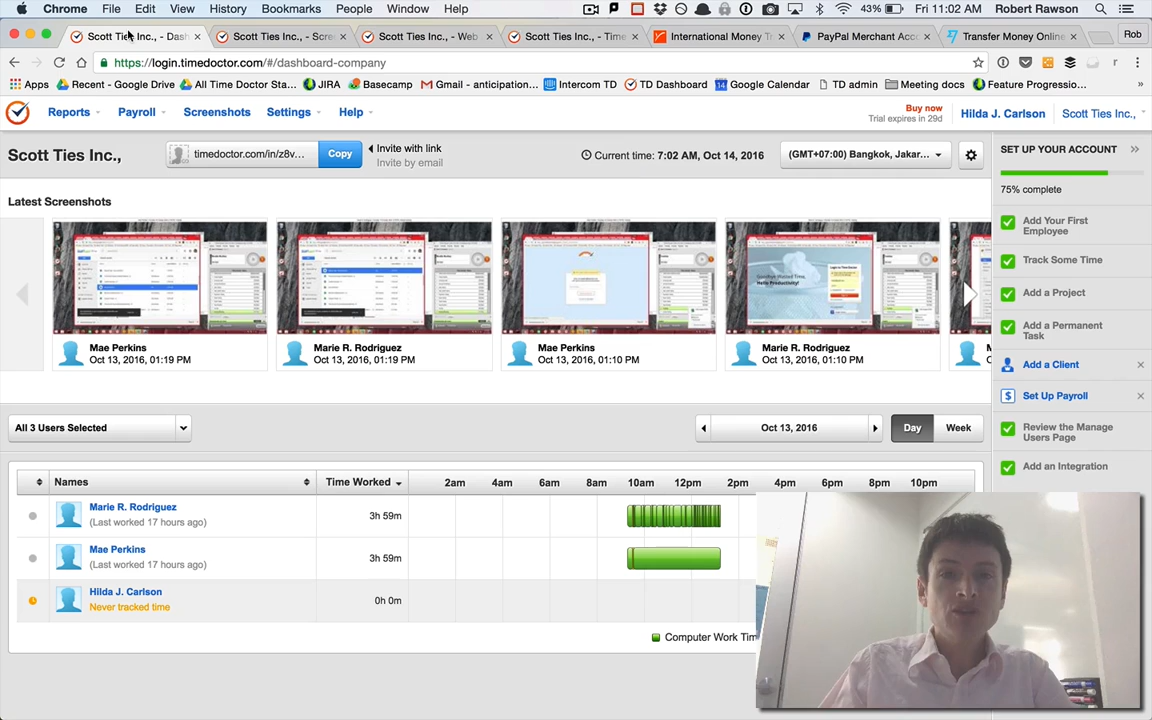 Chrome File Edit View History Bookmarks People Window Help 43% Fri 11:02 AM Robert Rawson
Scott Ties Inc., - Dash Scott Ties Inc., - Scree Scott Ties Inc., - Web Scott Ties Inc., - Time International Money Tr PayPal Merchant Acc Transfer Money Online Rob
https://login.timedoctor.com/#/dashboard-company
Apps Recent - Google Drive All Time Doctor Sta... JIRA Basecamp Gmail - anticipation... Intercom TD TD Dashboard Google Calendar TD admin Meeting docs Feature Progressio...
Reports Payroll Screenshots Settings Help Buy now Hilda J. Carlson Scott Ties Inc.,
Trial expires in 29d
Scott Ties Inc., timedoctor.com/in/z8v... Copy Invite with link
Invite by email
Current time: 7:02 AM, Oct 14, 2016 (GMT+07:00) Bangkok, Jakar...
SET UP YOUR ACCOUNT
75% complete
Add Your First
Employee
Track Some Time
Add a Project
Add a Permanent
Task
Add a Client
Set Up Payroll
Review the Manage
Users Page
Add an Integration
Latest Screenshots
Mae Perkins
Oct 13, 2016, 01:19 PM
Marie R. Rodriguez
Oct 13, 2016, 01:19 PM
Mae Perkins
Oct 13, 2016, 01:10 PM
Marie R. Rodriguez
Oct 13, 2016, 01:10 PM
All 3 Users Selected Oct 13, 2016 Day Week
Names Time Worked 2am 4am 6am 8am 10am 12pm 2pm 4pm 6pm 8pm 10pm
Marie R. Rodriguez
(Last worked 17 hours ago) 3h 59m
Mae Perkins
(Last worked 17 hours ago) 3h 59m
Hilda J. Carlson
Never tracked time 0h 0m
Computer Work Tim